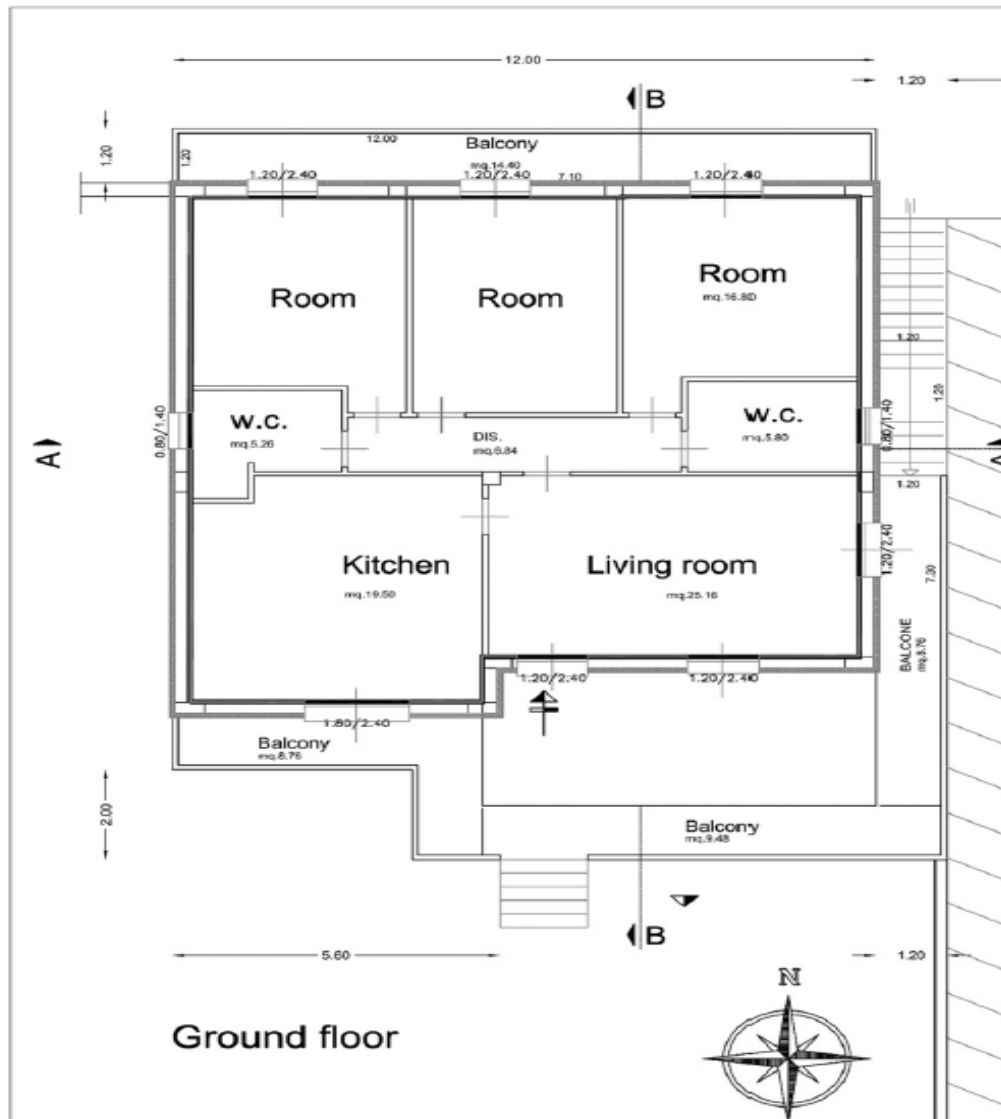 12.00
1.20
B
1.20
12.00
Balcony
1.20
mq.14.40
7.10
1.20/2.40
1.20/2.40
1.20/2.40
Room
Room
Room
mq.16.80
1.20
1.20
W.C.
mq.5.26
0.80/1.40
A
DIS.
mq.6.84
W.C.
mq.5.80
0.80/1.40
A
1.20
Kitchen
mq.19.50
Living room
mq.25.16
1.20/2.40
7.30
BALCONE
mq.8.76
1.20/2.40
1.20/2.40
1.80/2.40
Balcony
mq.8.76
2.00
Balcony
mq.9.48
B
5.60
1.20
N
Ground floor